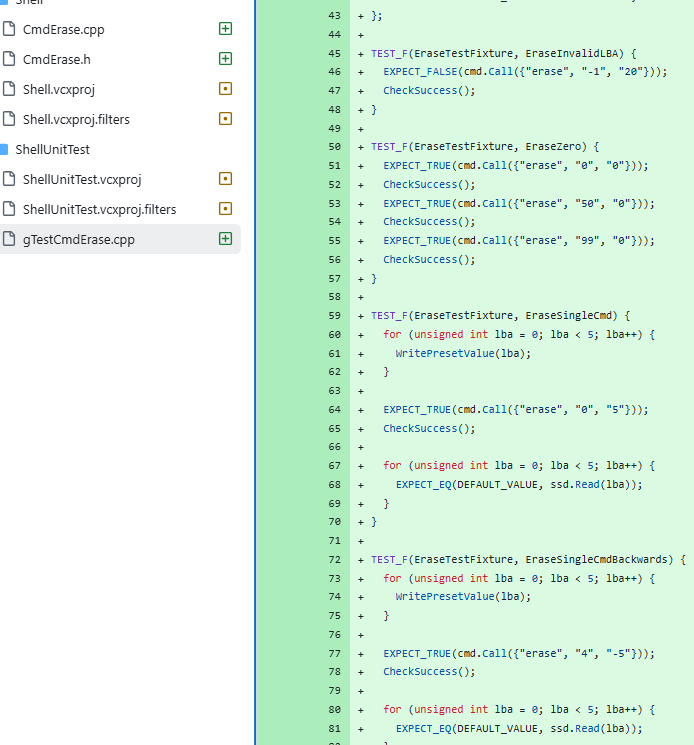 Shell
CmdErase.cpp
CmdErase.h
Shell.vcxproj
Shell.vcxproj.filters
ShellUnitTest
ShellUnitTest.vcxproj
ShellUnitTest.vcxproj.filters
gTestCmdErase.cpp
43 + };
44 +
45 + TEST_F(EraseTestFixture, EraseInvalidLBA) {
46 +   EXPECT_FALSE(cmd.Call({"erase", "-1", "20"}));
47 +   CheckSuccess();
48 + }
49 +
50 + TEST_F(EraseTestFixture, EraseZero) {
51 +   EXPECT_TRUE(cmd.Call({"erase", "0", "0"}));
52 +   CheckSuccess();
53 +   EXPECT_TRUE(cmd.Call({"erase", "50", "0"}));
54 +   CheckSuccess();
55 +   EXPECT_TRUE(cmd.Call({"erase", "99", "0"}));
56 +   CheckSuccess();
57 + }
58 +
59 + TEST_F(EraseTestFixture, EraseSingleCmd) {
60 +   for (unsigned int lba = 0; lba < 5; lba++) {
61 +     WritePresetValue(lba);
62 +   }
63 +
64 +   EXPECT_TRUE(cmd.Call({"erase", "0", "5"}));
65 +   CheckSuccess();
66 +
67 +   for (unsigned int lba = 0; lba < 5; lba++) {
68 +     EXPECT_EQ(DEFAULT_VALUE, ssd.Read(lba));
69 +   }
70 + }
71 +
72 + TEST_F(EraseTestFixture, EraseSingleCmdBackwards) {
73 +   for (unsigned int lba = 0; lba < 5; lba++) {
74 +     WritePresetValue(lba);
75 +   }
76 +
77 +   EXPECT_TRUE(cmd.Call({"erase", "4", "-5"}));
78 +   CheckSuccess();
79 +
80 +   for (unsigned int lba = 0; lba < 5; lba++) {
81 +     EXPECT_EQ(DEFAULT_VALUE, ssd.Read(lba));